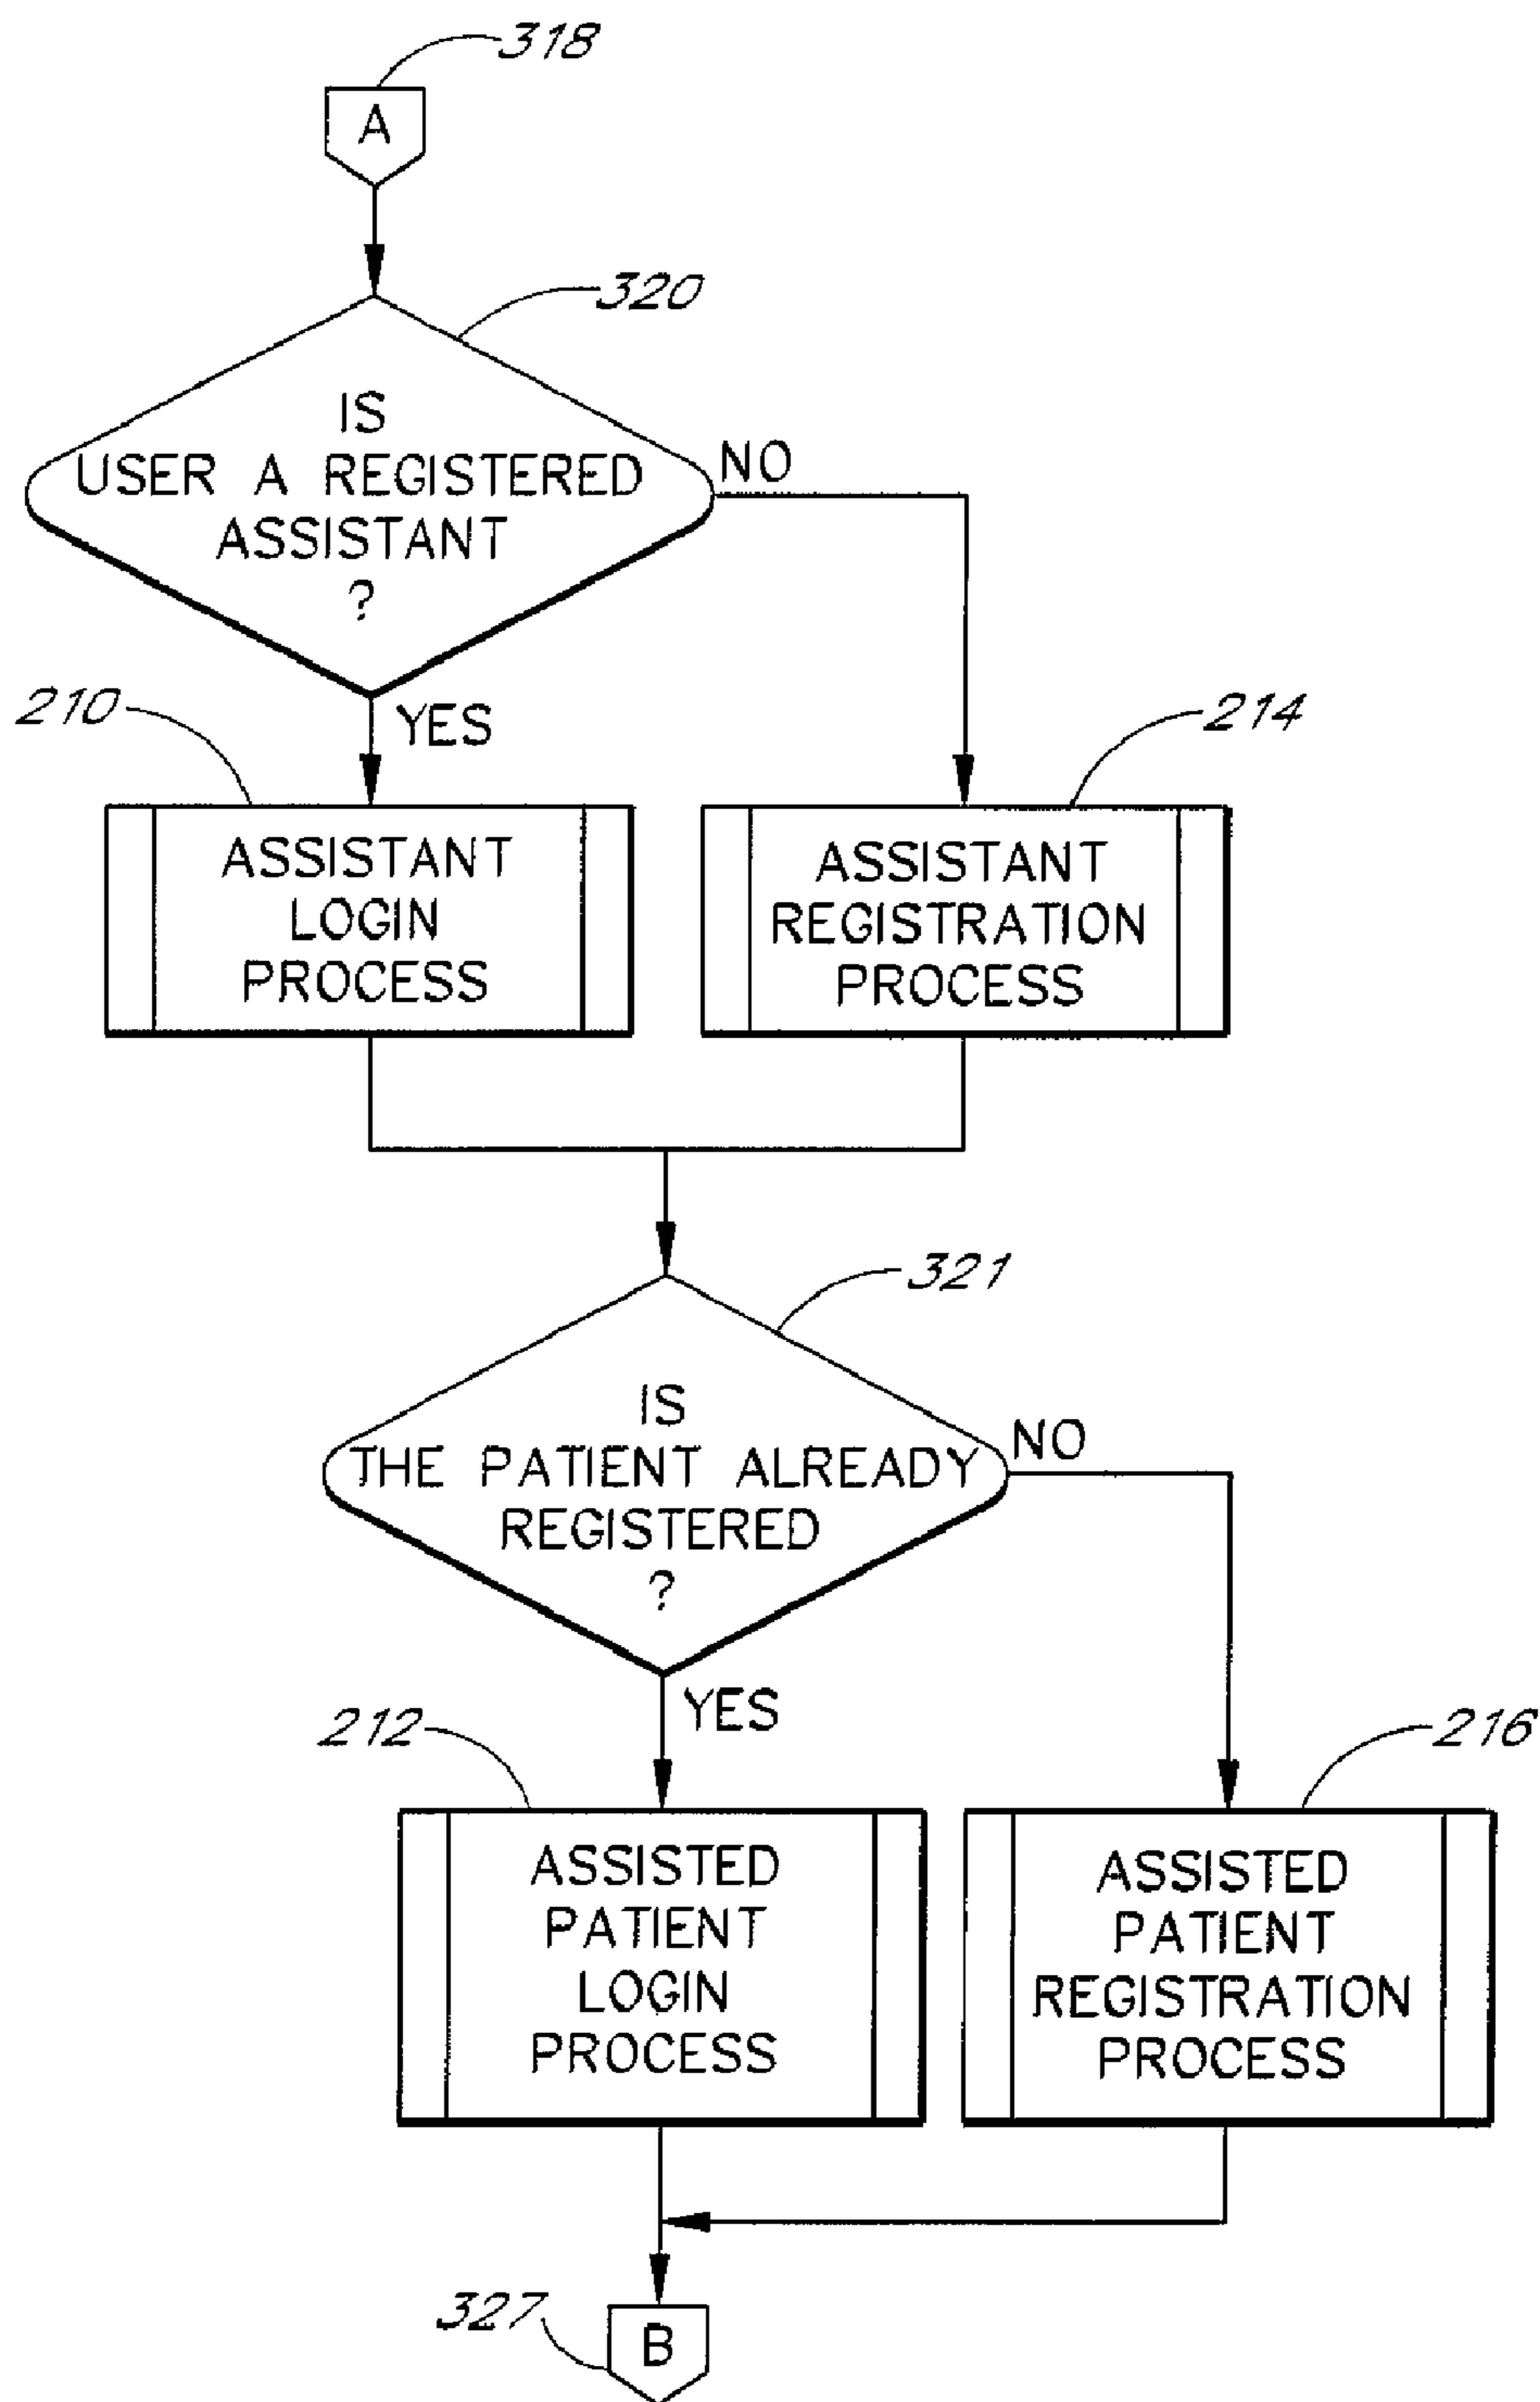 318
A
320
IS
USER A REGISTERED
ASSISTANT
?
NO
YES
210
214
ASSISTANT
LOGIN
PROCESS
ASSISTANT
REGISTRATION
PROCESS
321
IS
THE PATIENT ALREADY
REGISTERED
?
NO
YES
212
216
ASSISTED
PATIENT
LOGIN
PROCESS
ASSISTED
PATIENT
REGISTRATION
PROCESS
327
B